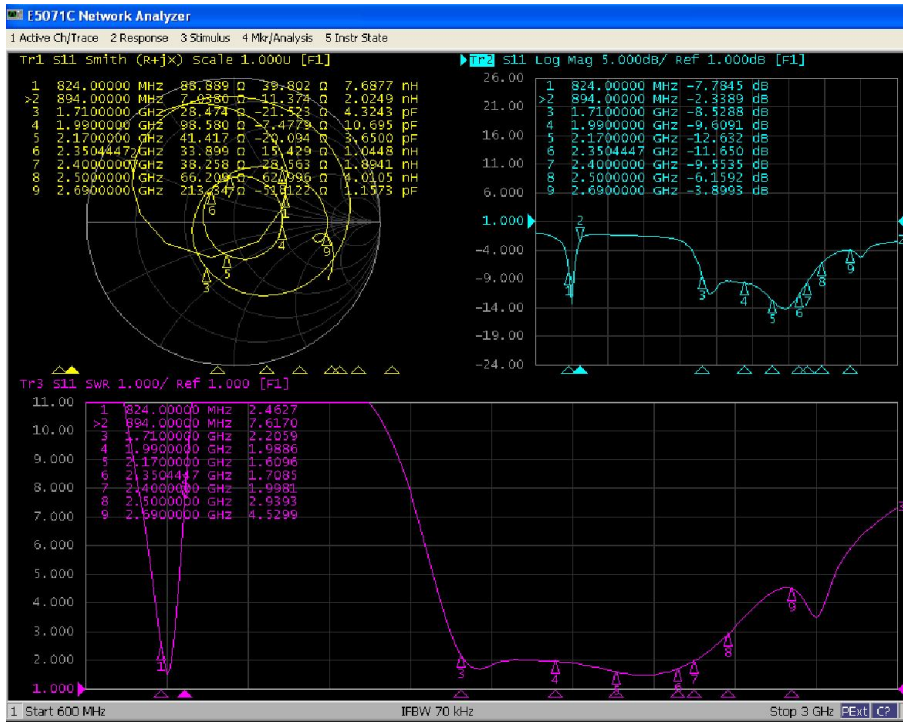 E5071C Network Analyzer
1 Active Ch/Trace 2 Response 3 Stimulus 4 Mkr/Analysis 5 Instr State
Tr1 S11 Smith (R+jX) Scale 1.000U [F1]
1 824.00000 MHz 88.889 Ω 39.802 Ω 7.6877 nH
>2 894.00000 MHz 7.0380 Ω 11.374 Ω 2.0249 nH
3 1.7100000 GHz 28.474 Ω -21.523 Ω 4.3243 pF
4 1.9900000 GHz 98.580 Ω -7.4779 Ω 10.695 pF
5 2.1700000 GHz 41.417 Ω -20.094 Ω 3.6500 pF
6 2.3504447 GHz 33.899 Ω 15.429 Ω
7 2.4000000 GHz 38.258 Ω 28.563 Ω 1.8941 nH
8 2.5000000 GHz 66.209 Ω 62.996 Ω 4.0105 nH
9 2.6900000 GHz 213.347 Ω 1.1573 pF
Tr2 S11 Log Mag 5.000dB/ Ref 1.000dB [F1]
26.00
21.00
16.00
11.00
6.000
1.000
-4.000
-9.000
-14.00
-19.00
-24.00
1 824.00000 MHz -7.7845 dB
>2 894.00000 MHz -2.3389 dB
3 1.7100000 GHz -8.5288 dB
4 1.9900000 GHz -9.6091 dB
5 2.1700000 GHz -12.632 dB
6 2.3504447 GHz -11.650 dB
7 2.4000000 GHz -9.5535 dB
8 2.5000000 GHz -6.1592 dB
9 2.6900000 GHz -3.8993 dB
Tr3 S11 SWR 1.000/ Ref 1.000 [F1]
11.00
10.00
9.000
8.000
7.000
6.000
5.000
4.000
3.000
2.000
1.000
1 824.00000 MHz 2.4627
>2 894.00000 MHz 7.6170
3 1.7100000 GHz 2.2059
4 1.9900000 GHz 1.9886
5 2.1700000 GHz 1.6096
6 2.3504447 GHz 1.7085
7 2.4000000 GHz 1.9981
8 2.5000000 GHz 2.9393
9 2.6900000 GHz 4.5299
1 Start 600 MHz IFBW 70 kHz Stop 3 GHz PExt C?